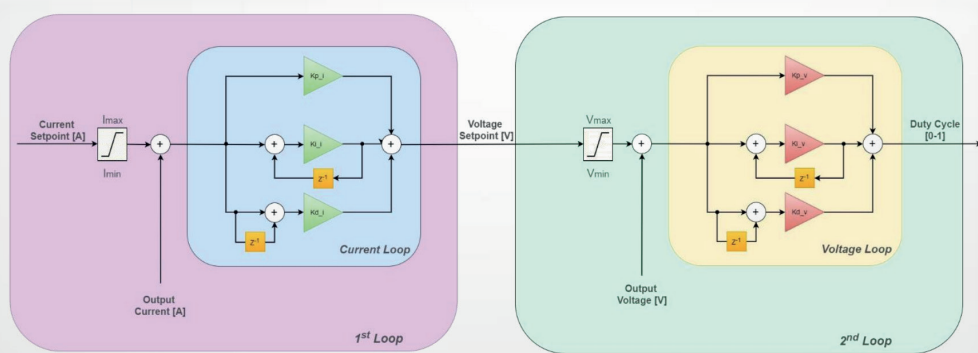 Current
Setpoint [A]
Imax
Imin
Output
Current [A]
Kp_i
Ki_i
z-1
Kd_i
z-1
Current Loop
1st Loop
Voltage
Setpoint [V]
Vmax
Vmin
Output
Voltage [V]
Kp_v
Ki_v
z-1
Kd_v
z-1
Voltage Loop
2nd Loop
Duty Cycle
[0-1]